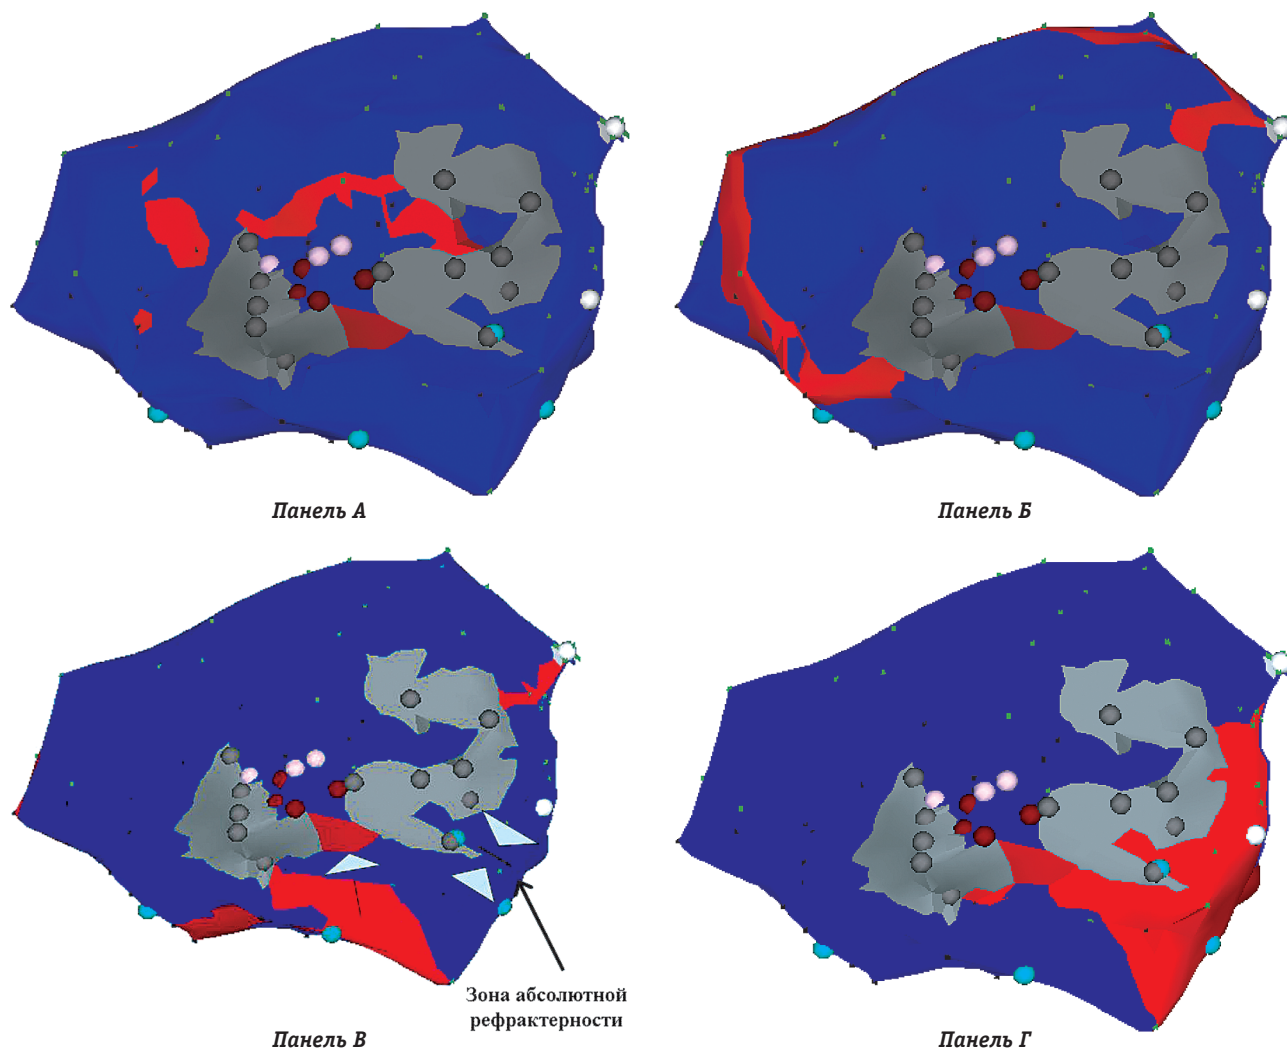 Панель А
Панель Б
Зона абсолютной
рефрактерности
Панель В
Панель Г